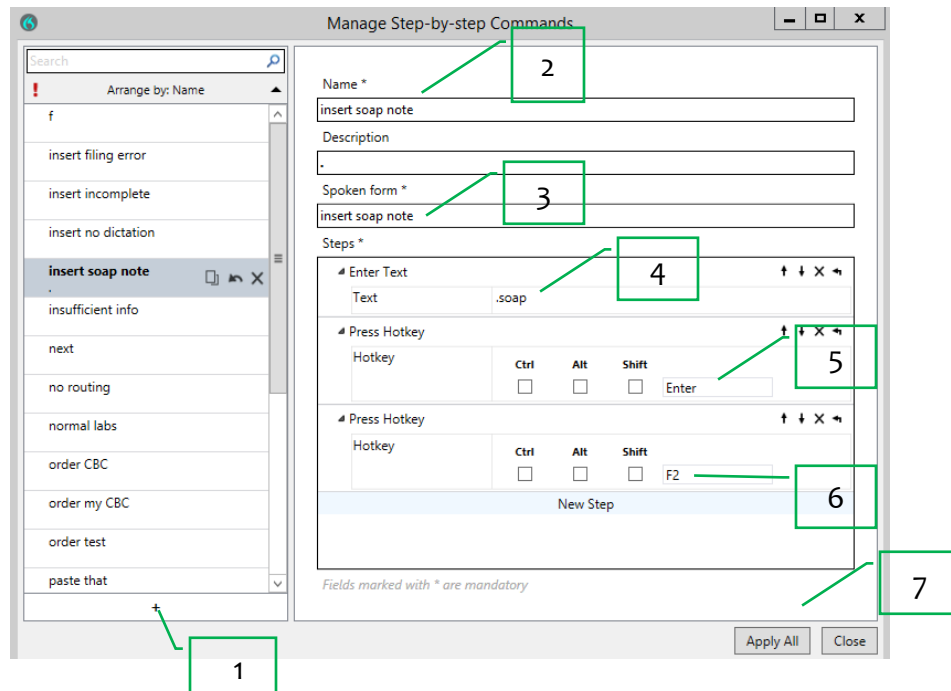 Manage Step-by-step Commands
Search
Arrange by: Name
f
insert filing error
insert incomplete
insert no dictation
insert soap note
.
insufficient info
next
no routing
normal labs
order CBC
order my CBC
order test
paste that
+
1
Name *
2
insert soap note
Description
.
Spoken form *
3
insert soap note
Steps *
Enter Text
4
Text .soap
Press Hotkey
5
Hotkey Ctrl Alt Shift
Enter
Press Hotkey
Hotkey Ctrl Alt Shift
F2
6
New Step
Fields marked with * are mandatory
7
Apply All Close